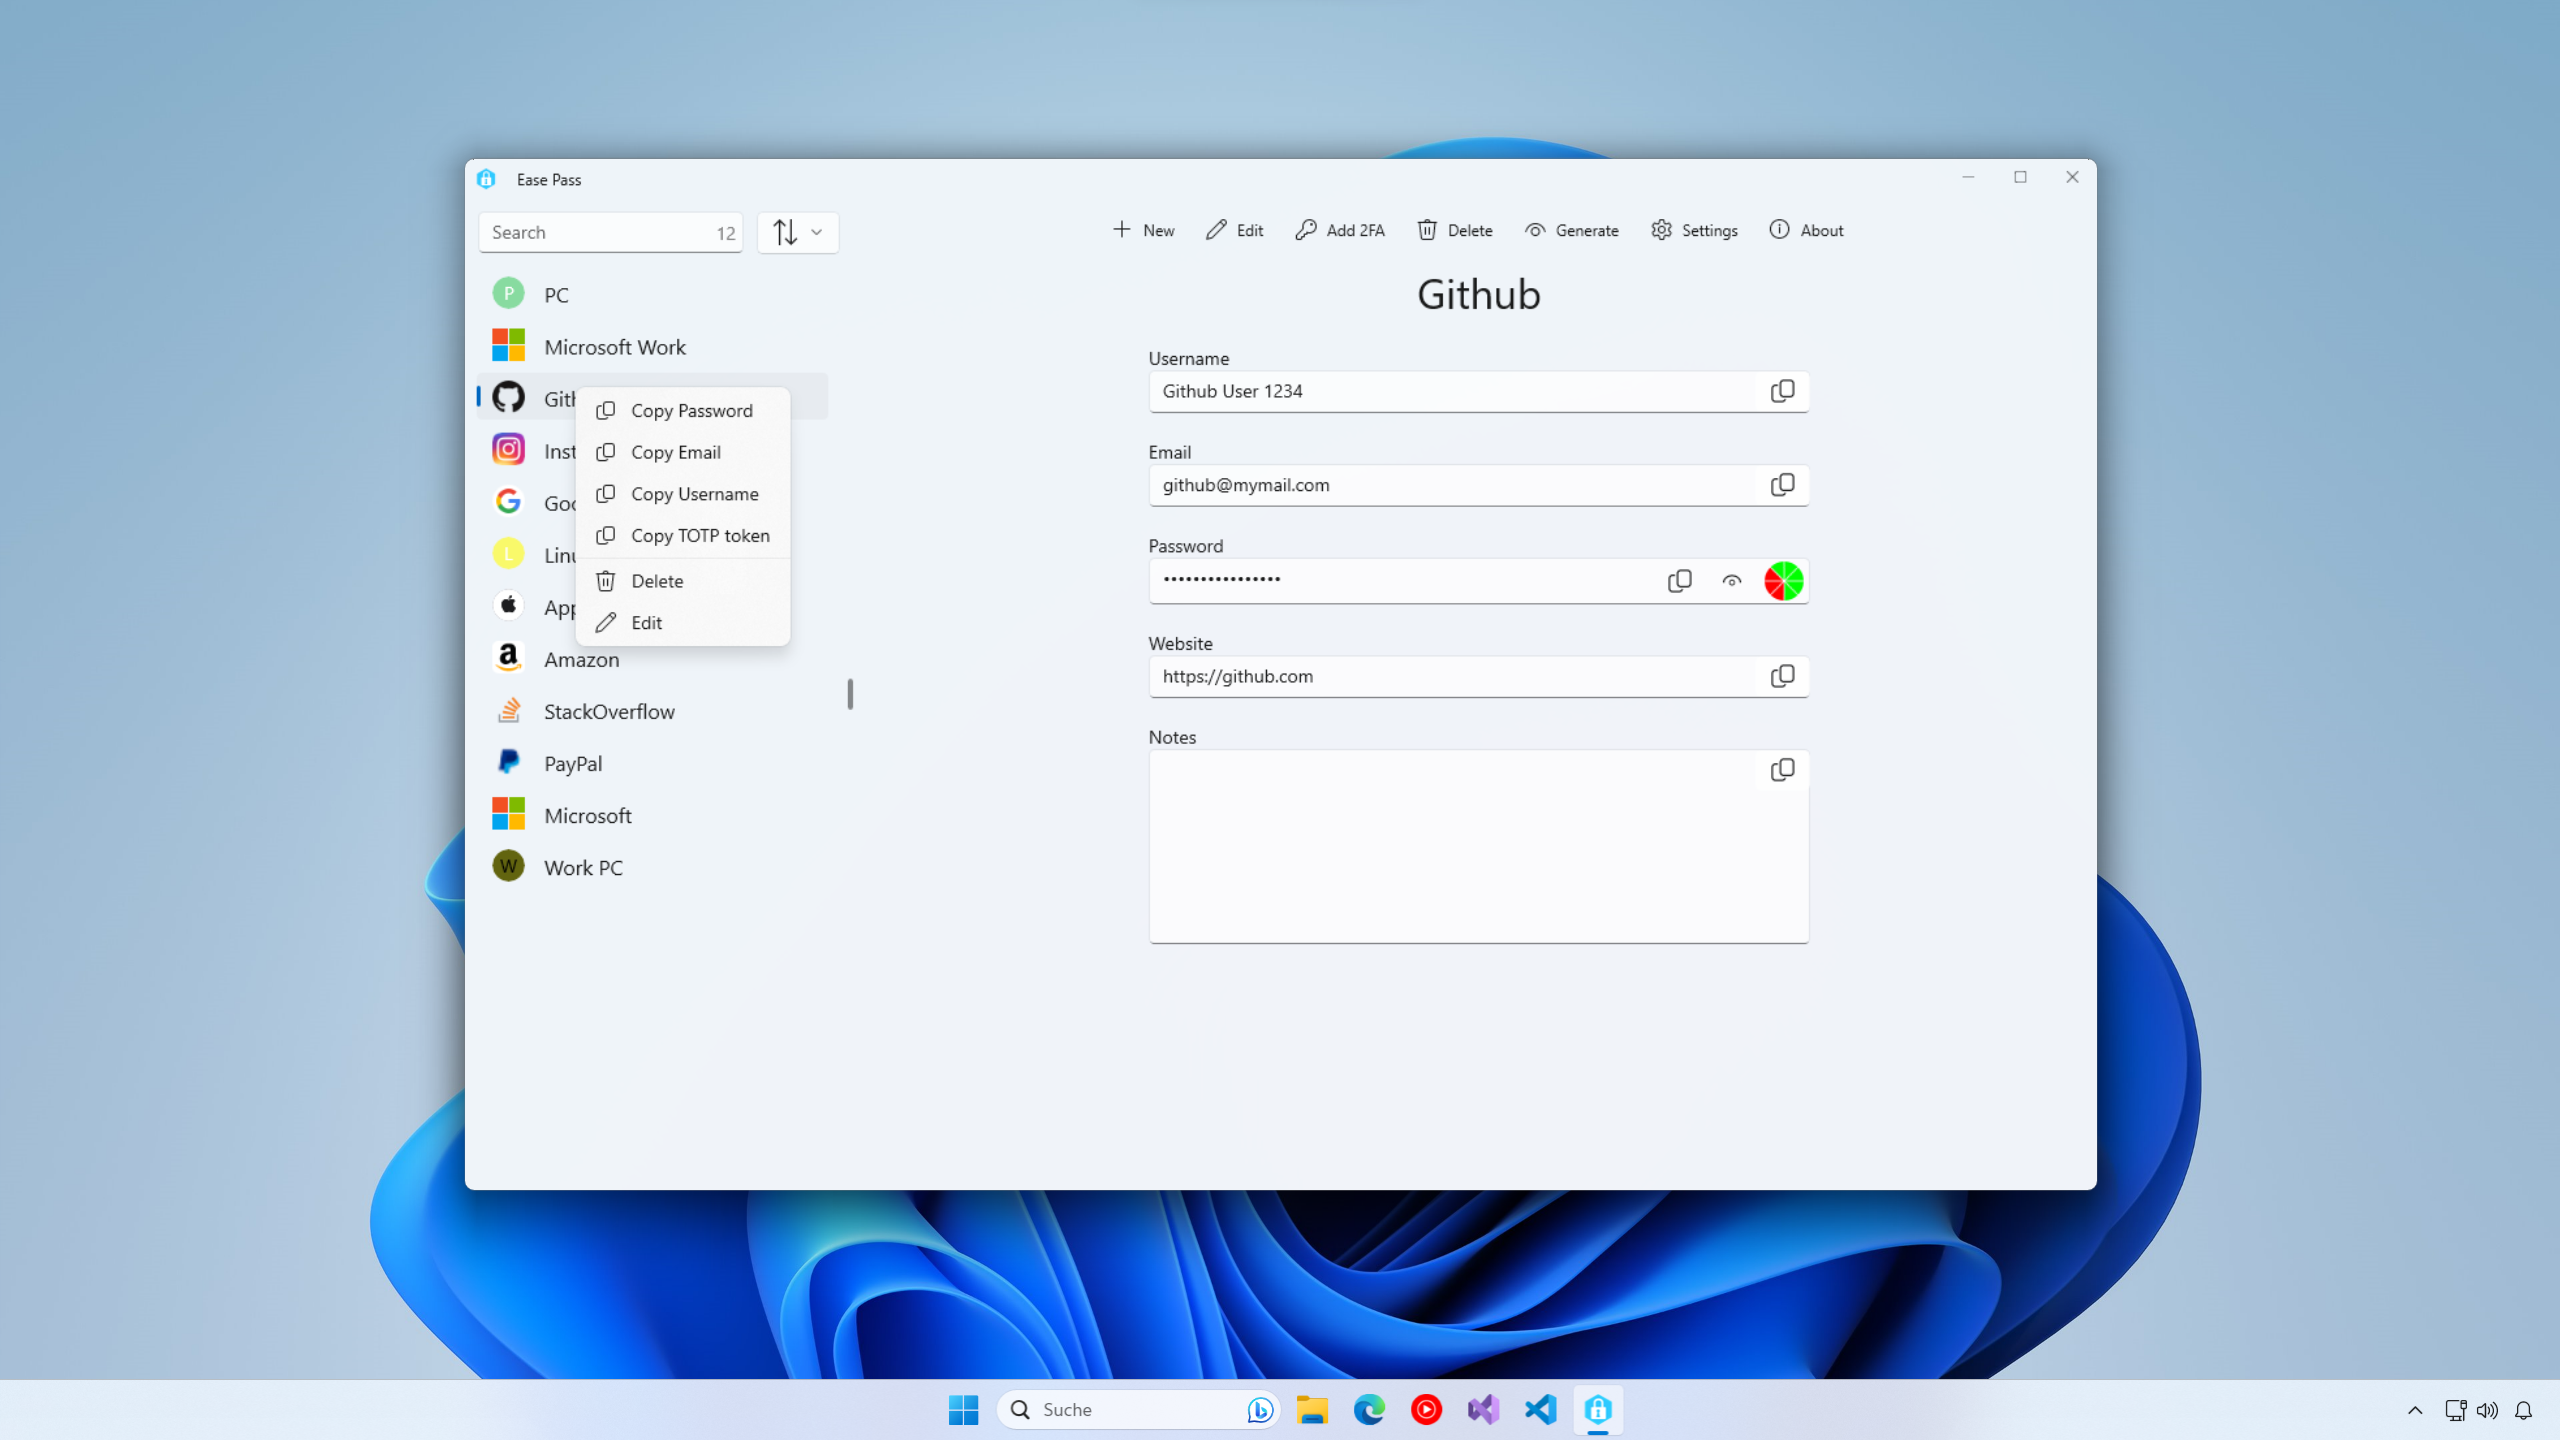 Ease Pass
Search 12
New Edit Add 2FA Delete Generate Settings About
P PC
Microsoft Work
Gith
Inst
Goo
L Linu
App
Amazon
StackOverflow
PayPal
Microsoft
W Work PC
Copy Password
Copy Email
Copy Username
Copy TOTP token
Delete
Edit
Github
Username
Github User 1234
Email
github@mymail.com
Password
••••••••••••••••
Website
https://github.com
Notes
Suche